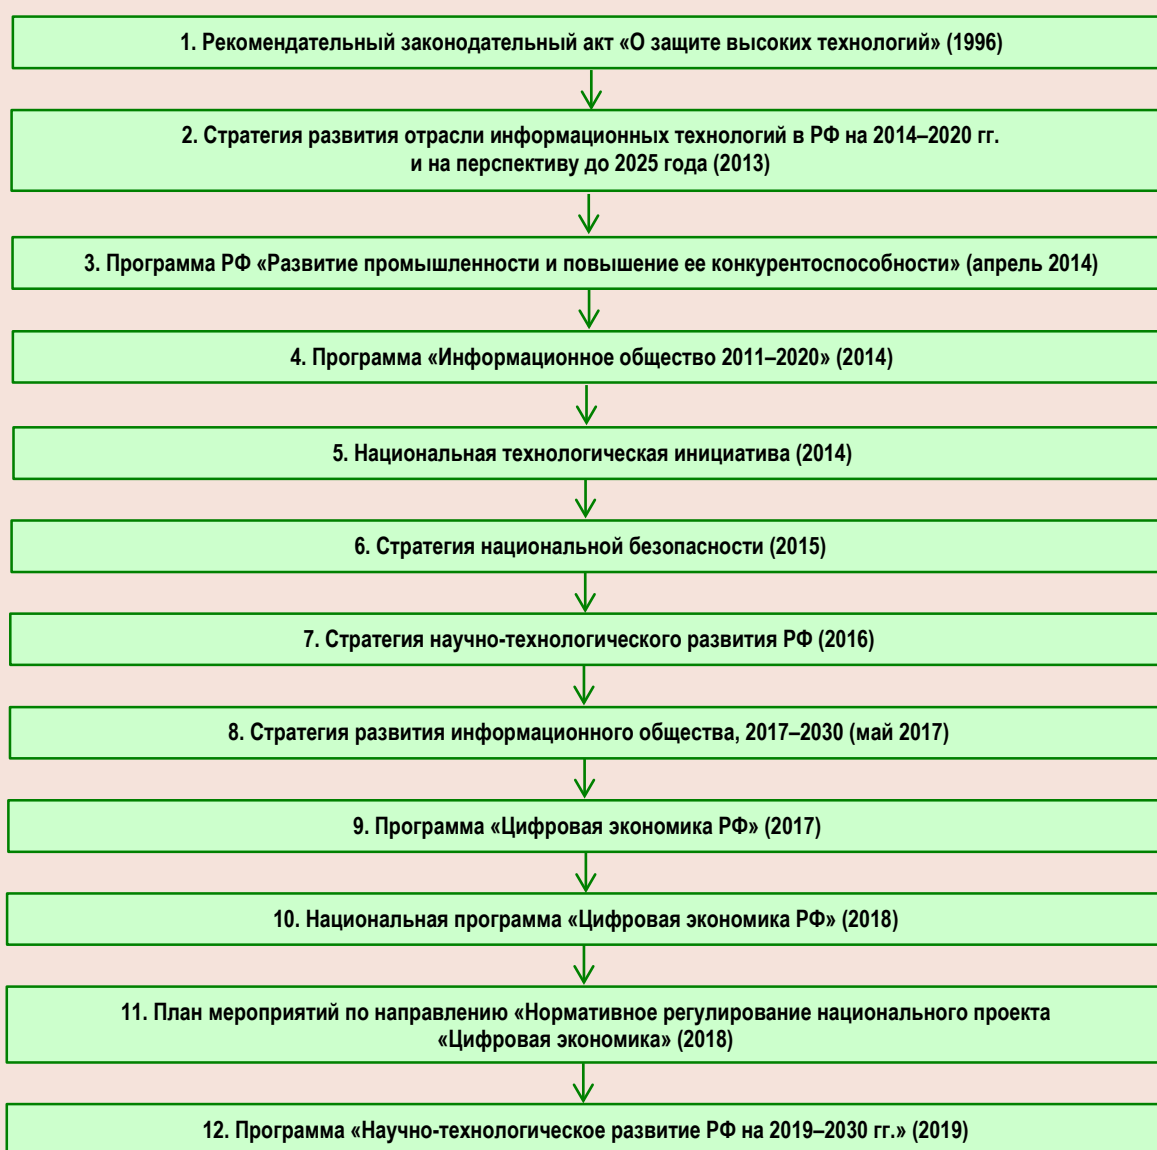 1. Рекомендательный законодательный акт «О защите высоких технологий» (1996)
2. Стратегия развития отрасли информационных технологий в РФ на 2014–2020 гг.
и на перспективу до 2025 года (2013)
3. Программа РФ «Развитие промышленности и повышение ее конкурентоспособности» (апрель 2014)
4. Программа «Информационное общество 2011–2020» (2014)
5. Национальная технологическая инициатива (2014)
6. Стратегия национальной безопасности (2015)
7. Стратегия научно-технологического развития РФ (2016)
8. Стратегия развития информационного общества, 2017–2030 (май 2017)
9. Программа «Цифровая экономика РФ» (2017)
10. Национальная программа «Цифровая экономика РФ» (2018)
11. План мероприятий по направлению «Нормативное регулирование национального проекта
«Цифровая экономика» (2018)
12. Программа «Научно-технологическое развитие РФ на 2019–2030 гг.» (2019)